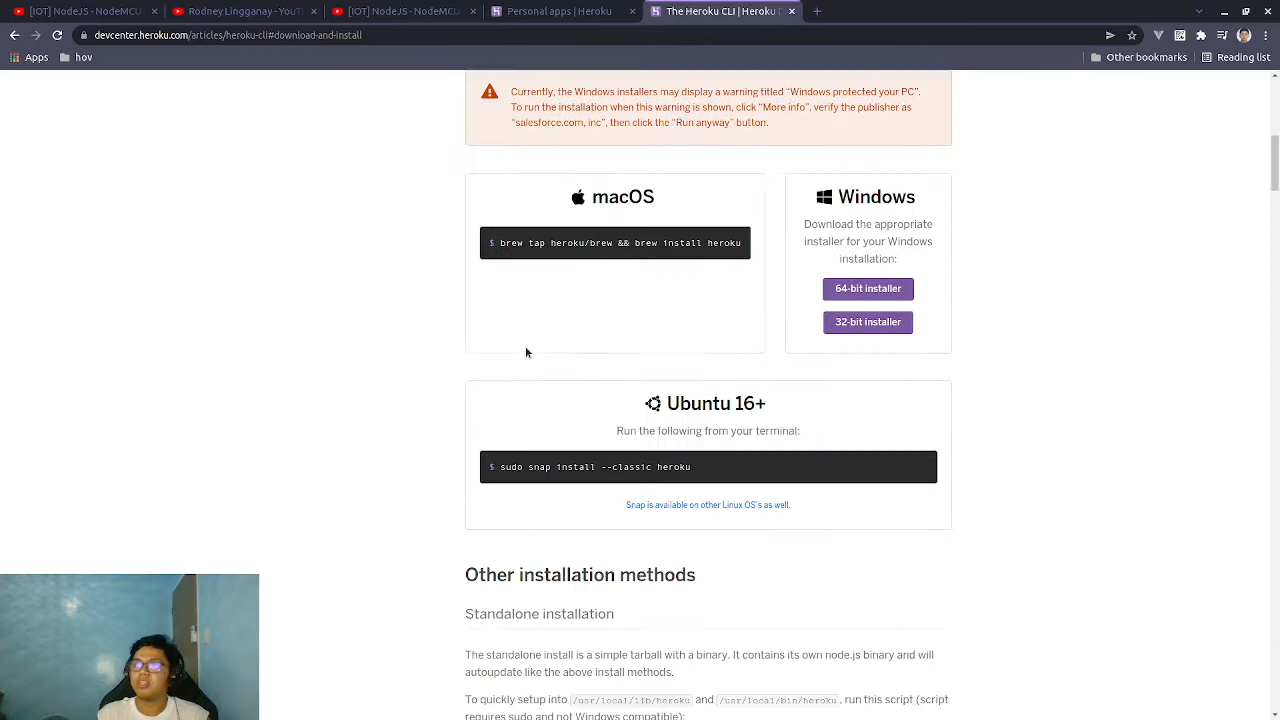 [IOT] NodeJS - NodeMCU
Rodney Lingganay - YouT
[IOT] NodeJS - NodeMCU
Personal apps | Heroku
The Heroku CLI | Heroku
devcenter.heroku.com/articles/heroku-cli#download-and-install
Apps
hov
Other bookmarks
Reading list
Currently, the Windows installers may display a warning titled “Windows protected your PC”.
To run the installation when this warning is shown, click “More info”, verify the publisher as
“salesforce.com, inc”, then click the “Run anyway” button.
macOS
$ brew tap heroku/brew && brew install heroku
Windows
Download the appropriate
installer for your Windows
installation:
64-bit installer
32-bit installer
Ubuntu 16+
Run the following from your terminal:
$ sudo snap install --classic heroku
Snap is available on other Linux OS's as well.
Other installation methods
Standalone installation
The standalone install is a simple tarball with a binary. It contains its own node.js binary and will
autoupdate like the above install methods.
To quickly setup into /usr/local/lib/heroku and /usr/local/bin/heroku, run this script (script
requires sudo and not Windows compatible):